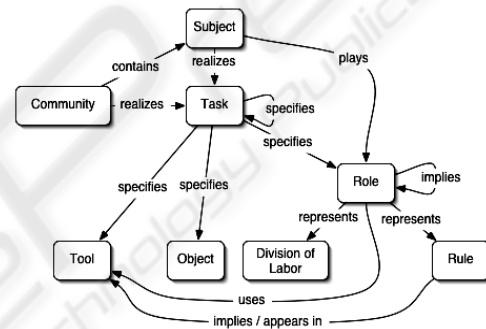 Subject
contains
realizes
plays
Community
realizes
Task
specifies
specifies
specifies
specifies
Role
implies
represents
represents
Tool
Object
Division of
Labor
Rule
uses
implies / appears in